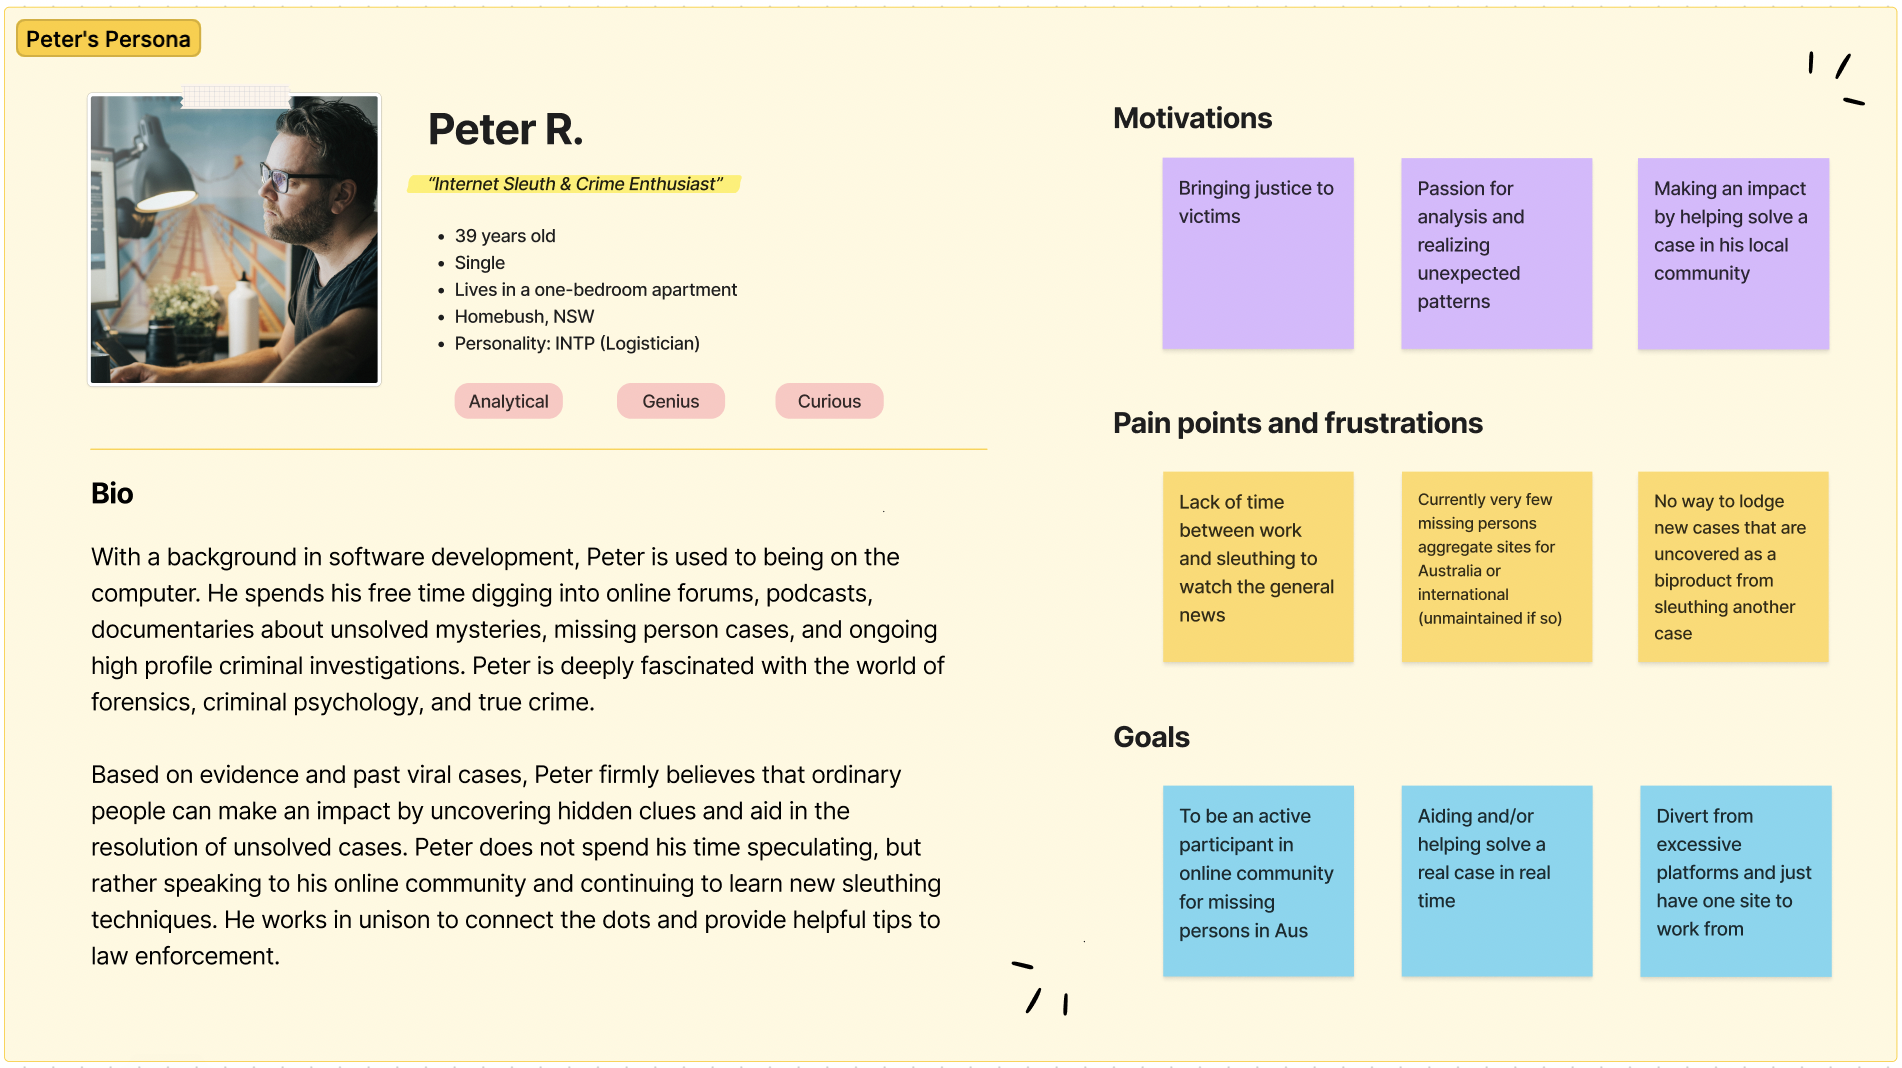 Peter's Persona
Peter R.
“Internet Sleuth & Crime Enthusiast”
• 39 years old
• Single
• Lives in a one-bedroom apartment
• Homebush, NSW
• Personality: INTP (Logistician)
Analytical
Genius
Curious
Bio
With a background in software development, Peter is used to being on the
computer. He spends his free time digging into online forums, podcasts,
documentaries about unsolved mysteries, missing person cases, and ongoing
high profile criminal investigations. Peter is deeply fascinated with the world of
forensics, criminal psychology, and true crime.
Based on evidence and past viral cases, Peter firmly believes that ordinary
people can make an impact by uncovering hidden clues and aid in the
resolution of unsolved cases. Peter does not spend his time speculating, but
rather speaking to his online community and continuing to learn new sleuthing
techniques. He works in unison to connect the dots and provide helpful tips to
law enforcement.
Motivations
Bringing justice to
victims
Passion for
analysis and
realizing
unexpected
patterns
Making an impact
by helping solve a
case in his local
community
Pain points and frustrations
Lack of time
between work
and sleuthing to
watch the general
news
Currently very few
missing persons
aggregate sites for
Australia or
international
(unmaintained if so)
No way to lodge
new cases that are
uncovered as a
biproduct from
sleuthing another
case
Goals
To be an active
participant in
online community
for missing
persons in Aus
Aiding and/or
helping solve a
real case in real
time
Divert from
excessive
platforms and just
have one site to
work from